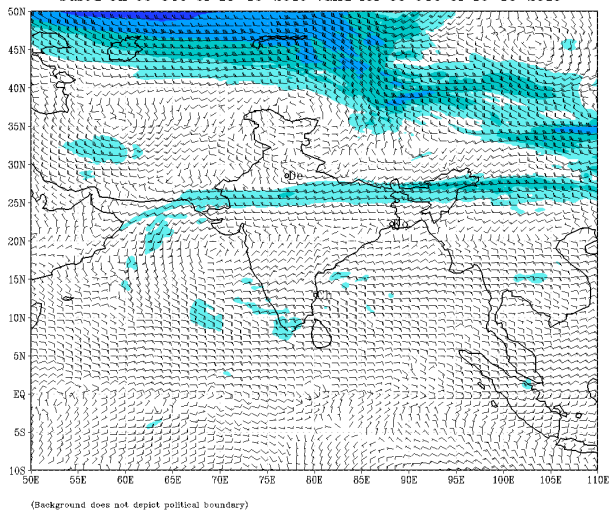 50N
45N
40N
35N
30N
25N
20N
15N
10N
5N
EQ
5S
10S
De
50E 55E 60E 65E 70E 75E 80E 85E 90E 95E 100E 105E 110E
(Background does not depict political boundary)